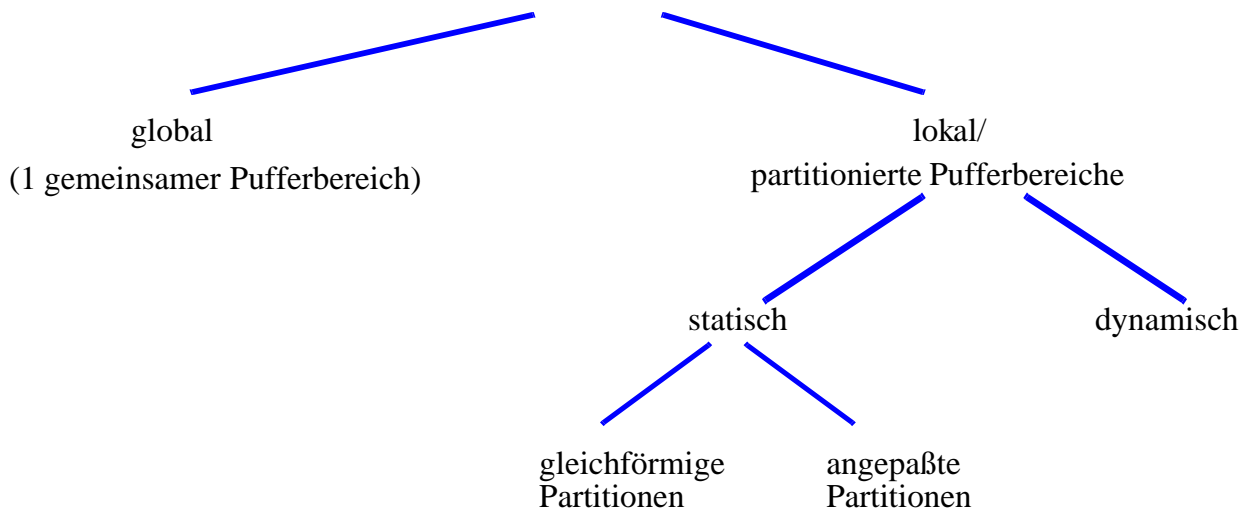 global
(1 gemeinsamer Pufferbereich)
lokal/
partitionierte Pufferbereiche
statisch
dynamisch
gleichförmige
Partitionen
angepaßte
Partitionen